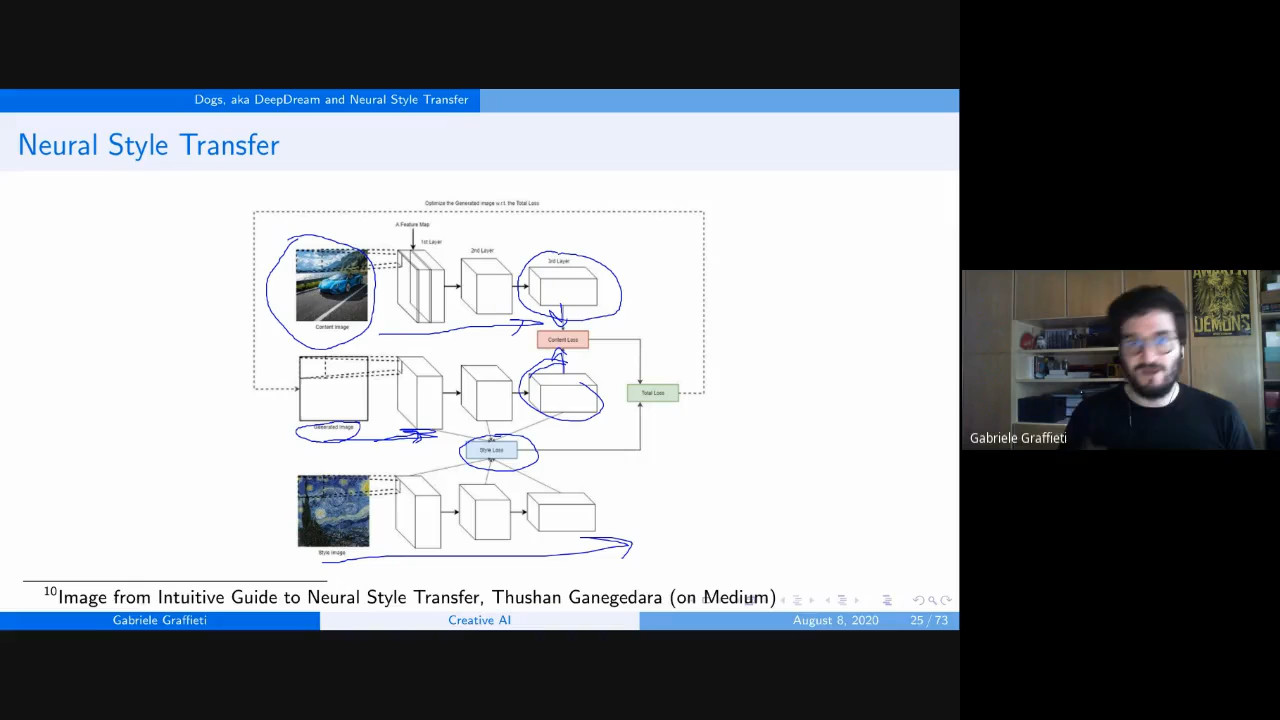 Dogs, aka DeepDream and Neural Style Transfer
Neural Style Transfer
Optimize the Generated image w.r.t. the Total Loss
A Feature Map
1st Layer
2nd Layer
3rd Layer
Content Image
Content Loss
Total Loss
Generated Image
Style Loss
Style Image
10Image from Intuitive Guide to Neural Style Transfer, Thushan Ganegedara (on Medium)
Gabriele Graffieti
Creative AI
August 8, 2020
25 / 73
AWAKEN
DEMONS
Gabriele Graffieti